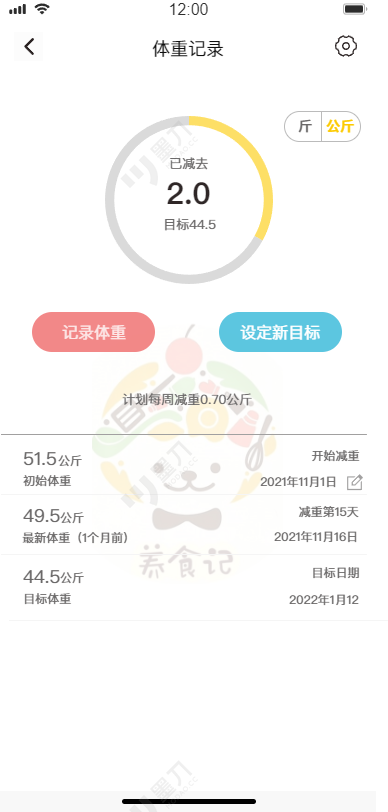 12:00
体重记录
斤 公斤
已减去
2.0
目标44.5
记录体重 设定新目标
计划每周减重0.70公斤
51.5公斤 开始减重
初始体重 2021年11月1日
49.5公斤 减重第15天
最新体重（1个月前） 2021年11月16日
养食记
44.5公斤 目标日期
目标体重 2022年1月12